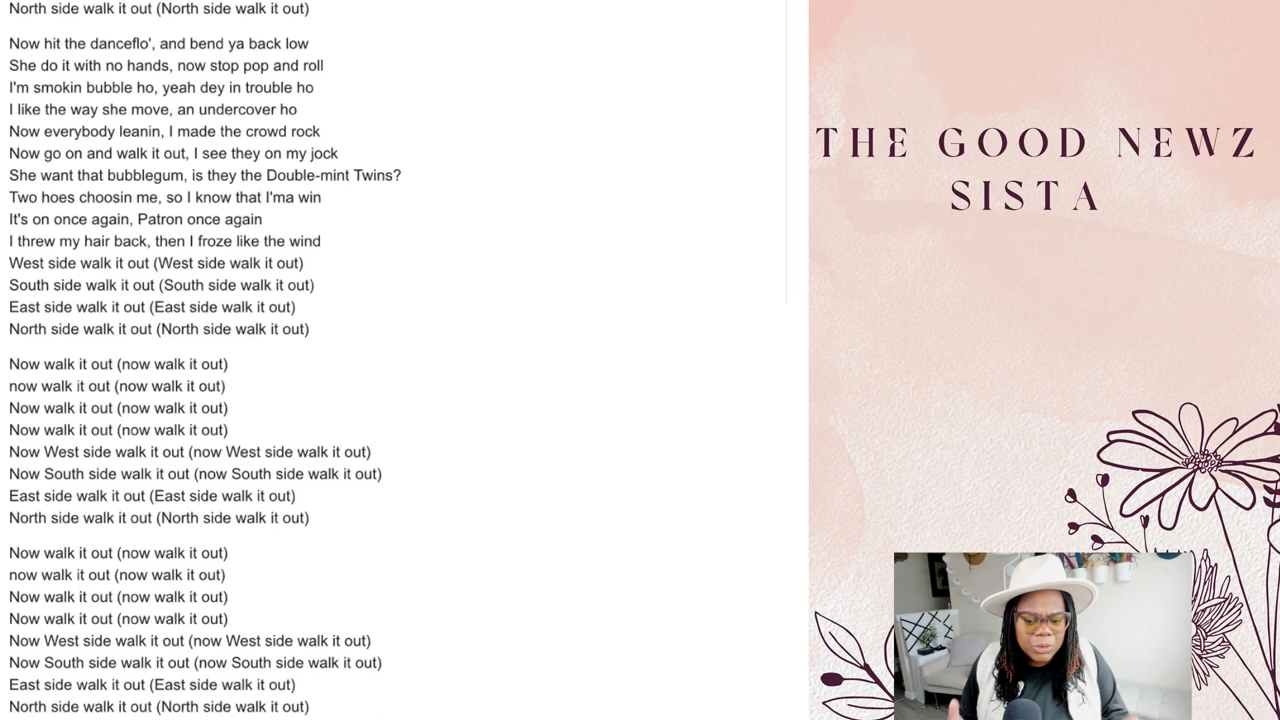 North side walk it out (North side walk it out)
Now hit the danceflo', and bend ya back low
She do it with no hands, now stop pop and roll
I'm smokin bubble ho, yeah dey in trouble ho
I like the way she move, an undercover ho
Now everybody leanin, I made the crowd rock
Now go on and walk it out, I see they on my jock
She want that bubblegum, is they the Double-mint Twins?
Two hoes choosin me, so I know that I'ma win
It's on once again, Patron once again
I threw my hair back, then I froze like the wind
West side walk it out (West side walk it out)
South side walk it out (South side walk it out)
East side walk it out (East side walk it out)
North side walk it out (North side walk it out)
Now walk it out (now walk it out)
now walk it out (now walk it out)
Now walk it out (now walk it out)
Now walk it out (now walk it out)
Now West side walk it out (now West side walk it out)
Now South side walk it out (now South side walk it out)
East side walk it out (East side walk it out)
North side walk it out (North side walk it out)
Now walk it out (now walk it out)
now walk it out (now walk it out)
Now walk it out (now walk it out)
Now walk it out (now walk it out)
Now West side walk it out (now West side walk it out)
Now South side walk it out (now South side walk it out)
East side walk it out (East side walk it out)
North side walk it out (North side walk it out)
THE GOOD NEWZ
SISTA